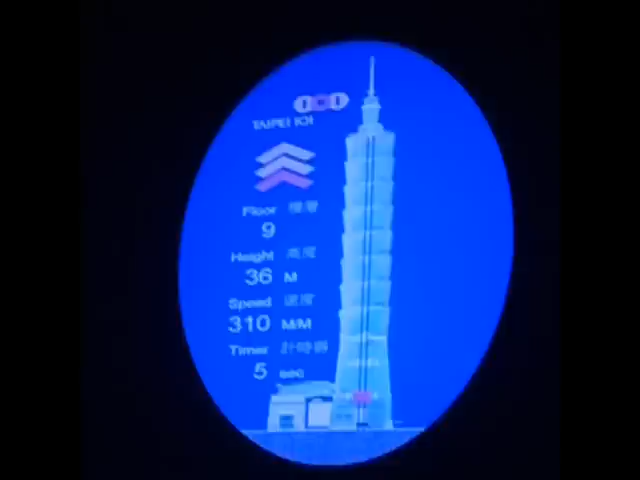 TAIPEI 101
Floor 樓層
9
Height 高度
36 M
Speed 速度
310 M/M
Timer 計時器
5 sec